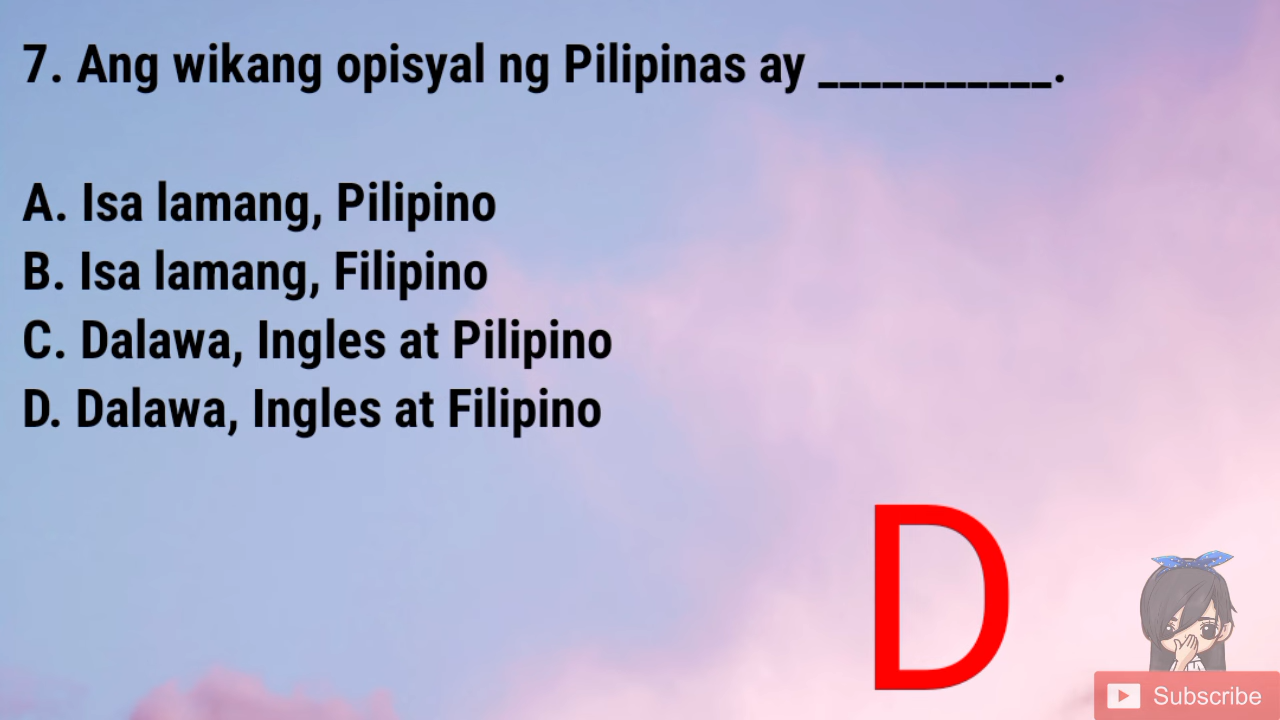 7. Ang wikang opisyal ng Pilipinas ay ___________.
A. Isa lamang, Pilipino
B. Isa lamang, Filipino
C. Dalawa, Ingles at Pilipino
D. Dalawa, Ingles at Filipino
D
Subscribe